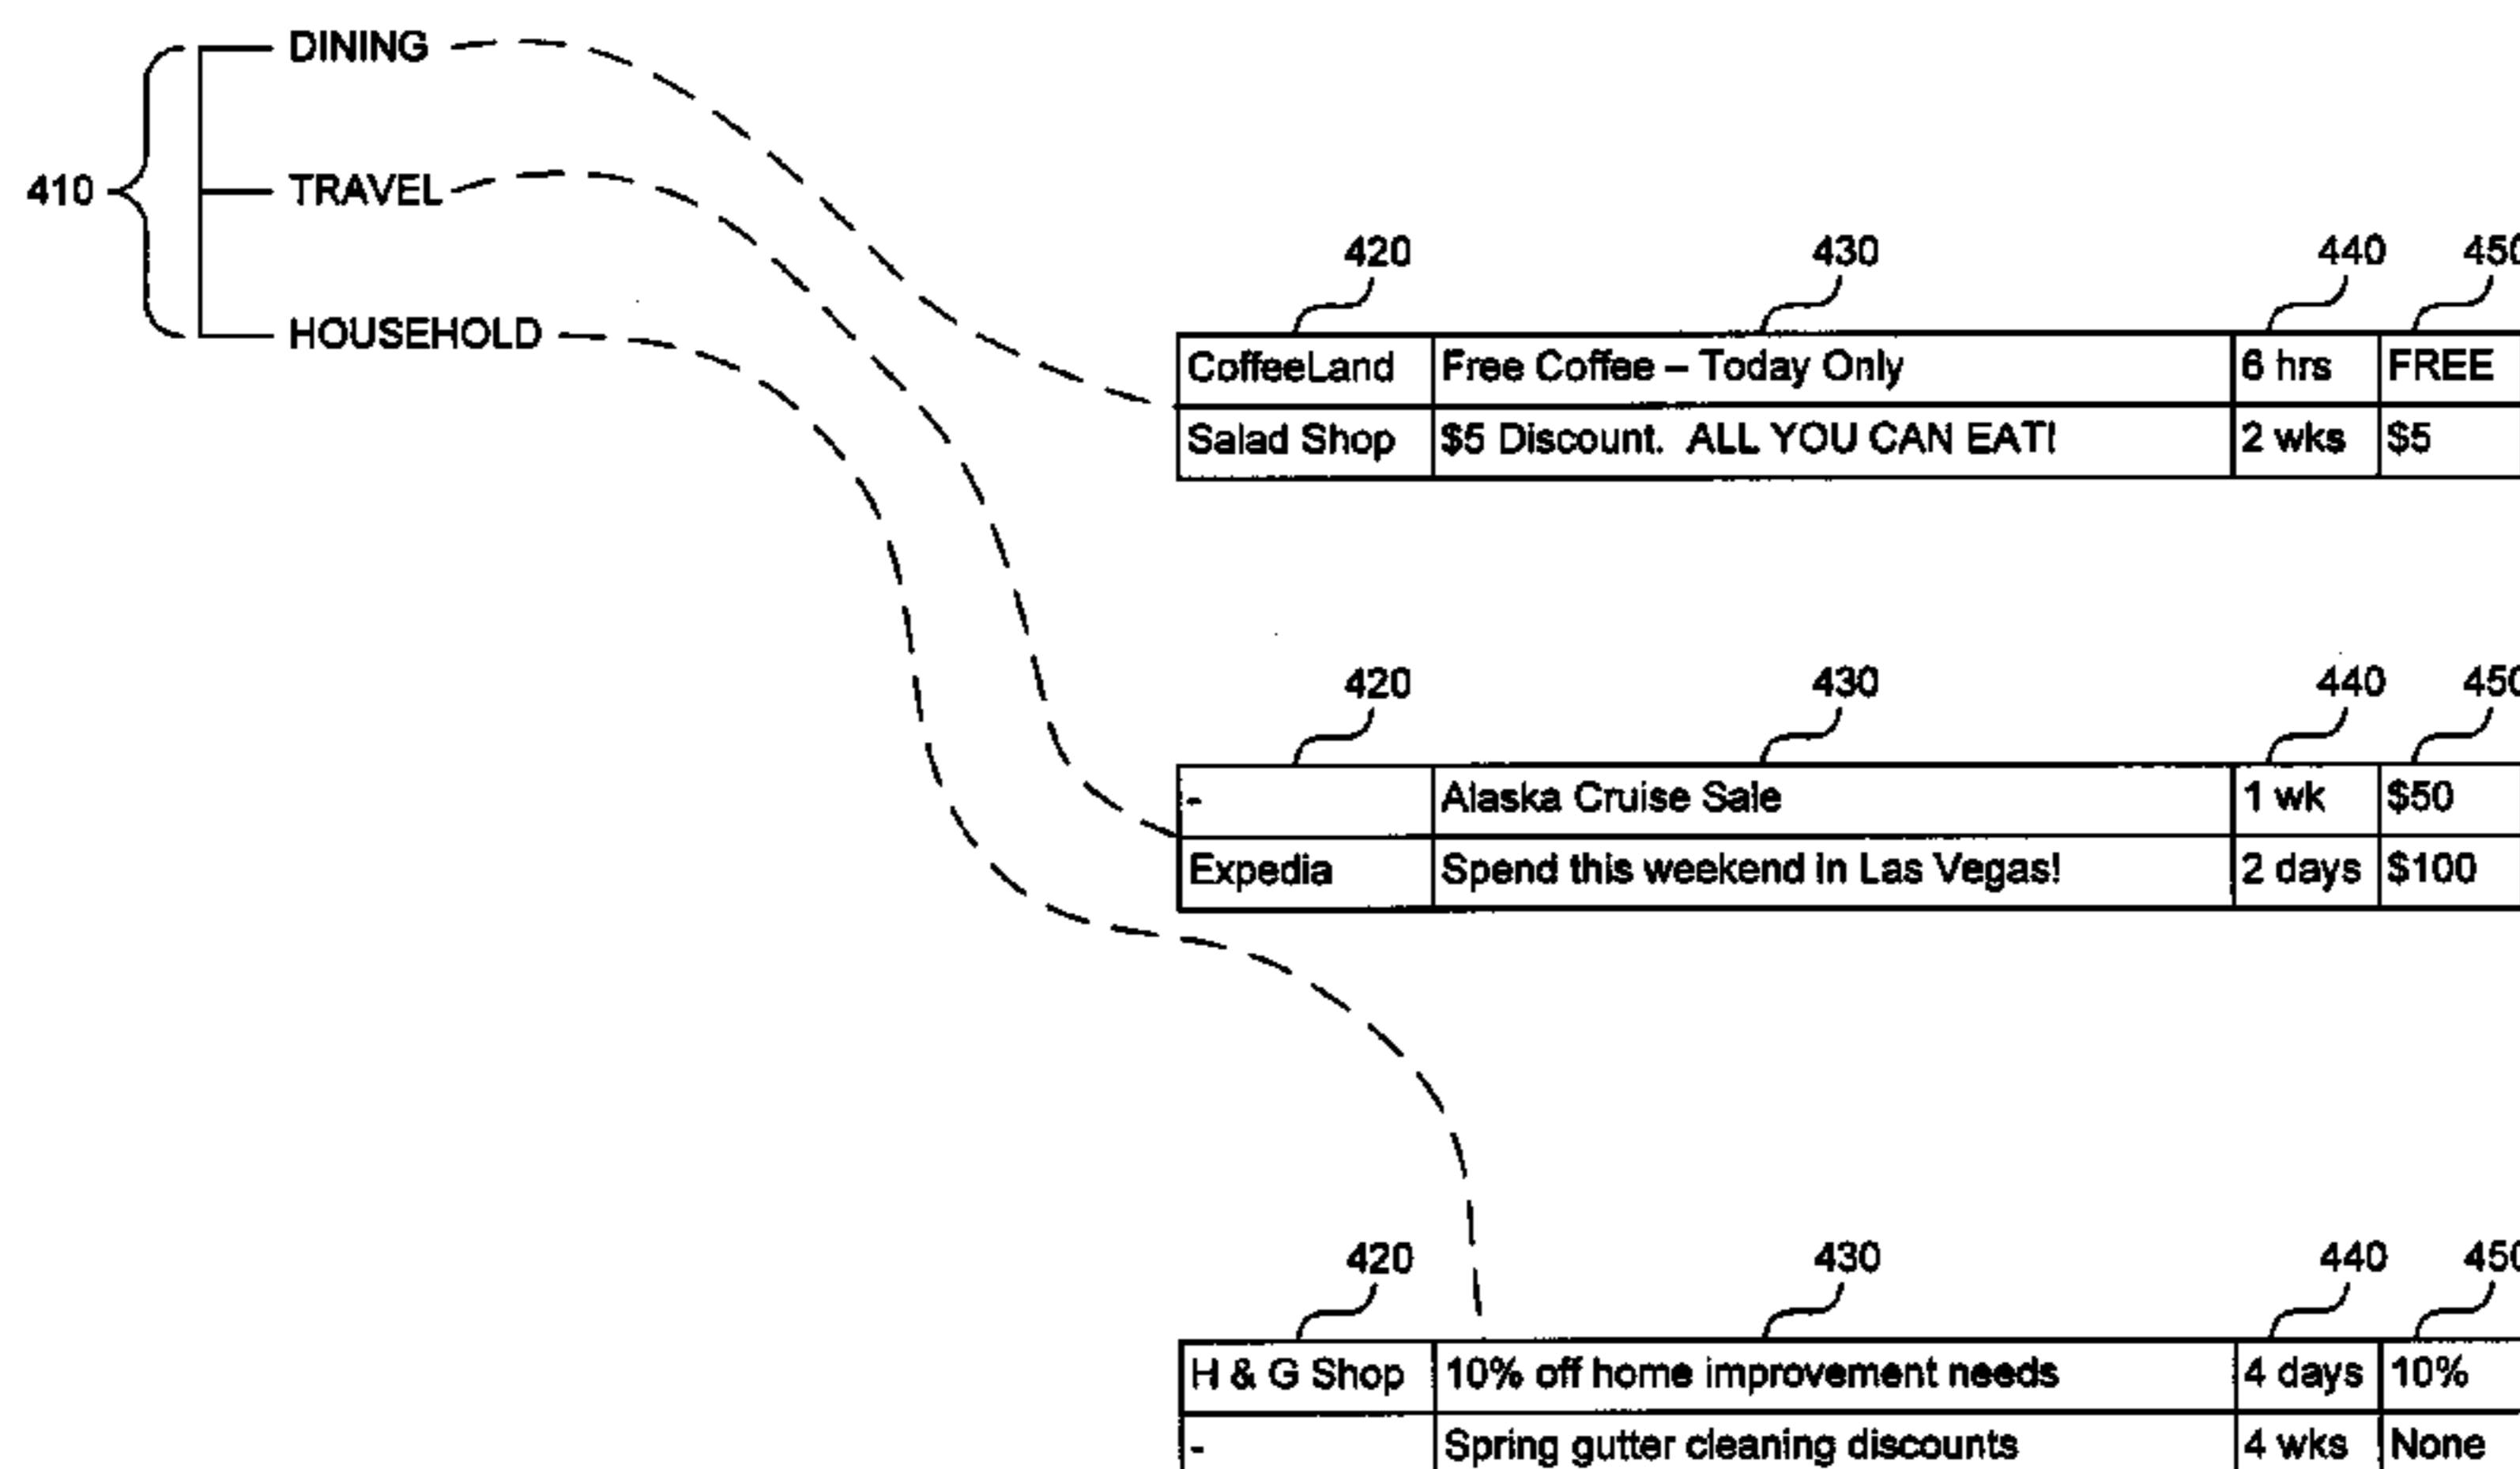 DINING
410
TRAVEL
HOUSEHOLD
420 430 440 450
CoffeeLand Free Coffee – Today Only 6 hrs FREE
Salad Shop $5 Discount. ALL YOU CAN EAT! 2 wks $5
420 430 440 450
- Alaska Cruise Sale 1 wk $50
Expedia Spend this weekend in Las Vegas! 2 days $100
420 430 440 450
H & G Shop 10% off home improvement needs 4 days 10%
- Spring gutter cleaning discounts 4 wks None